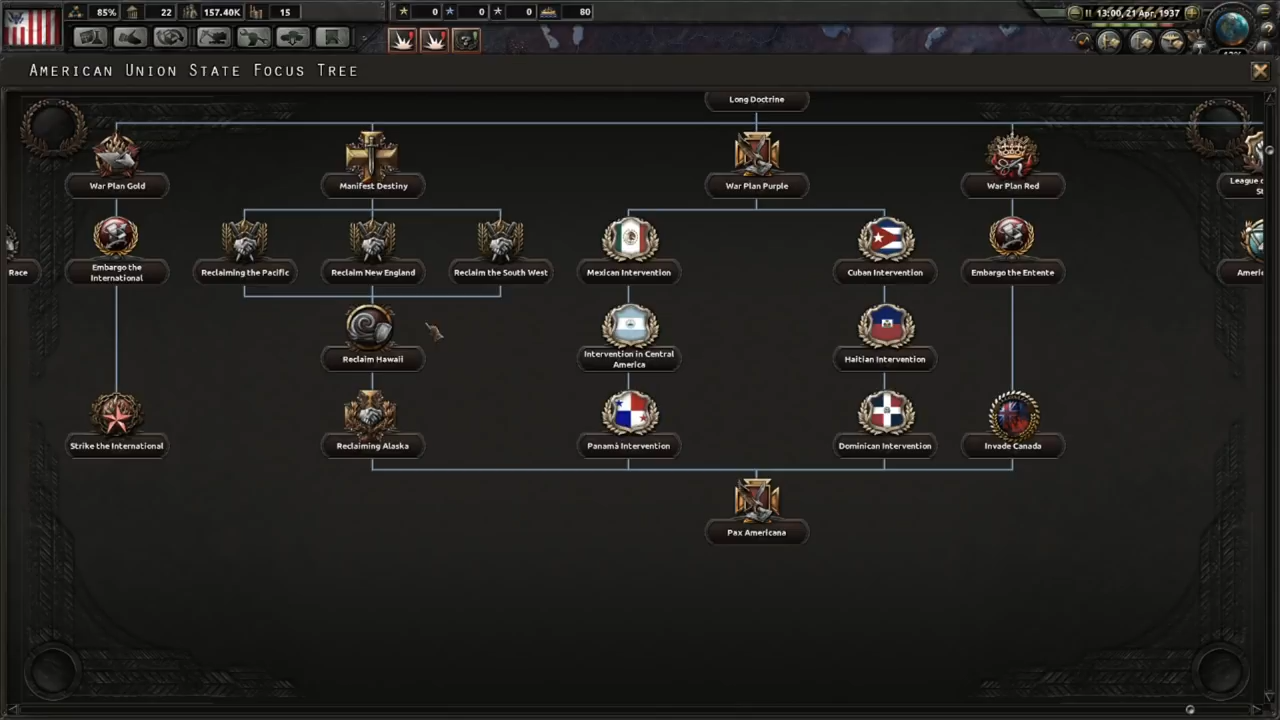 85%
22
157.40K
15
0
0
0
80
13:00, 21 Apr, 1937
AMERICAN UNION STATE FOCUS TREE
Long Doctrine
War Plan Gold
Manifest Destiny
War Plan Purple
War Plan Red
League o
Race
Embargo the
International
Reclaiming the Pacific
Reclaim New England
Reclaim the South West
Mexican Intervention
Cuban Intervention
Embargo the Entente
Ameri
Reclaim Hawaii
Intervention in Central
America
Haitian Intervention
Strike the International
Reclaiming Alaska
Panamá Intervention
Dominican Intervention
Invade Canada
Pax Americana